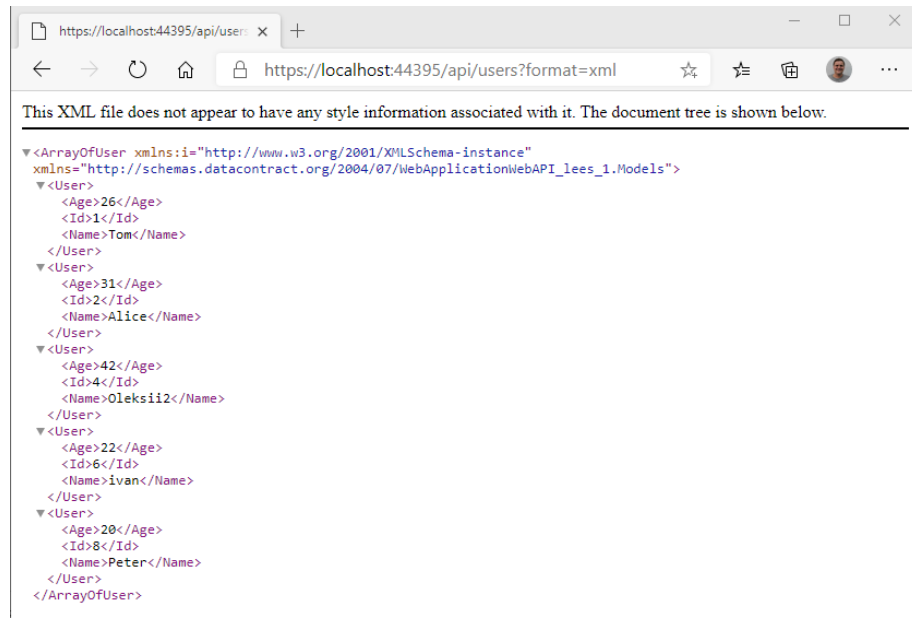 https://localhost:44395/api/users
https://localhost:44395/api/users?format=xml
This XML file does not appear to have any style information associated with it. The document tree is shown below.
<ArrayOfUser xmlns:i="http://www.w3.org/2001/XMLSchema-instance"
xmlns="http://schemas.datacontract.org/2004/07/WebApplicationWebAPI_lees_1.Models">
<User>
<Age>26</Age>
<Id>1</Id>
<Name>Tom</Name>
</User>
<User>
<Age>31</Age>
<Id>2</Id>
<Name>Alice</Name>
</User>
<User>
<Age>42</Age>
<Id>4</Id>
<Name>Oleksii2</Name>
</User>
<User>
<Age>22</Age>
<Id>6</Id>
<Name>ivan</Name>
</User>
<User>
<Age>20</Age>
<Id>8</Id>
<Name>Peter</Name>
</User>
</ArrayOfUser>